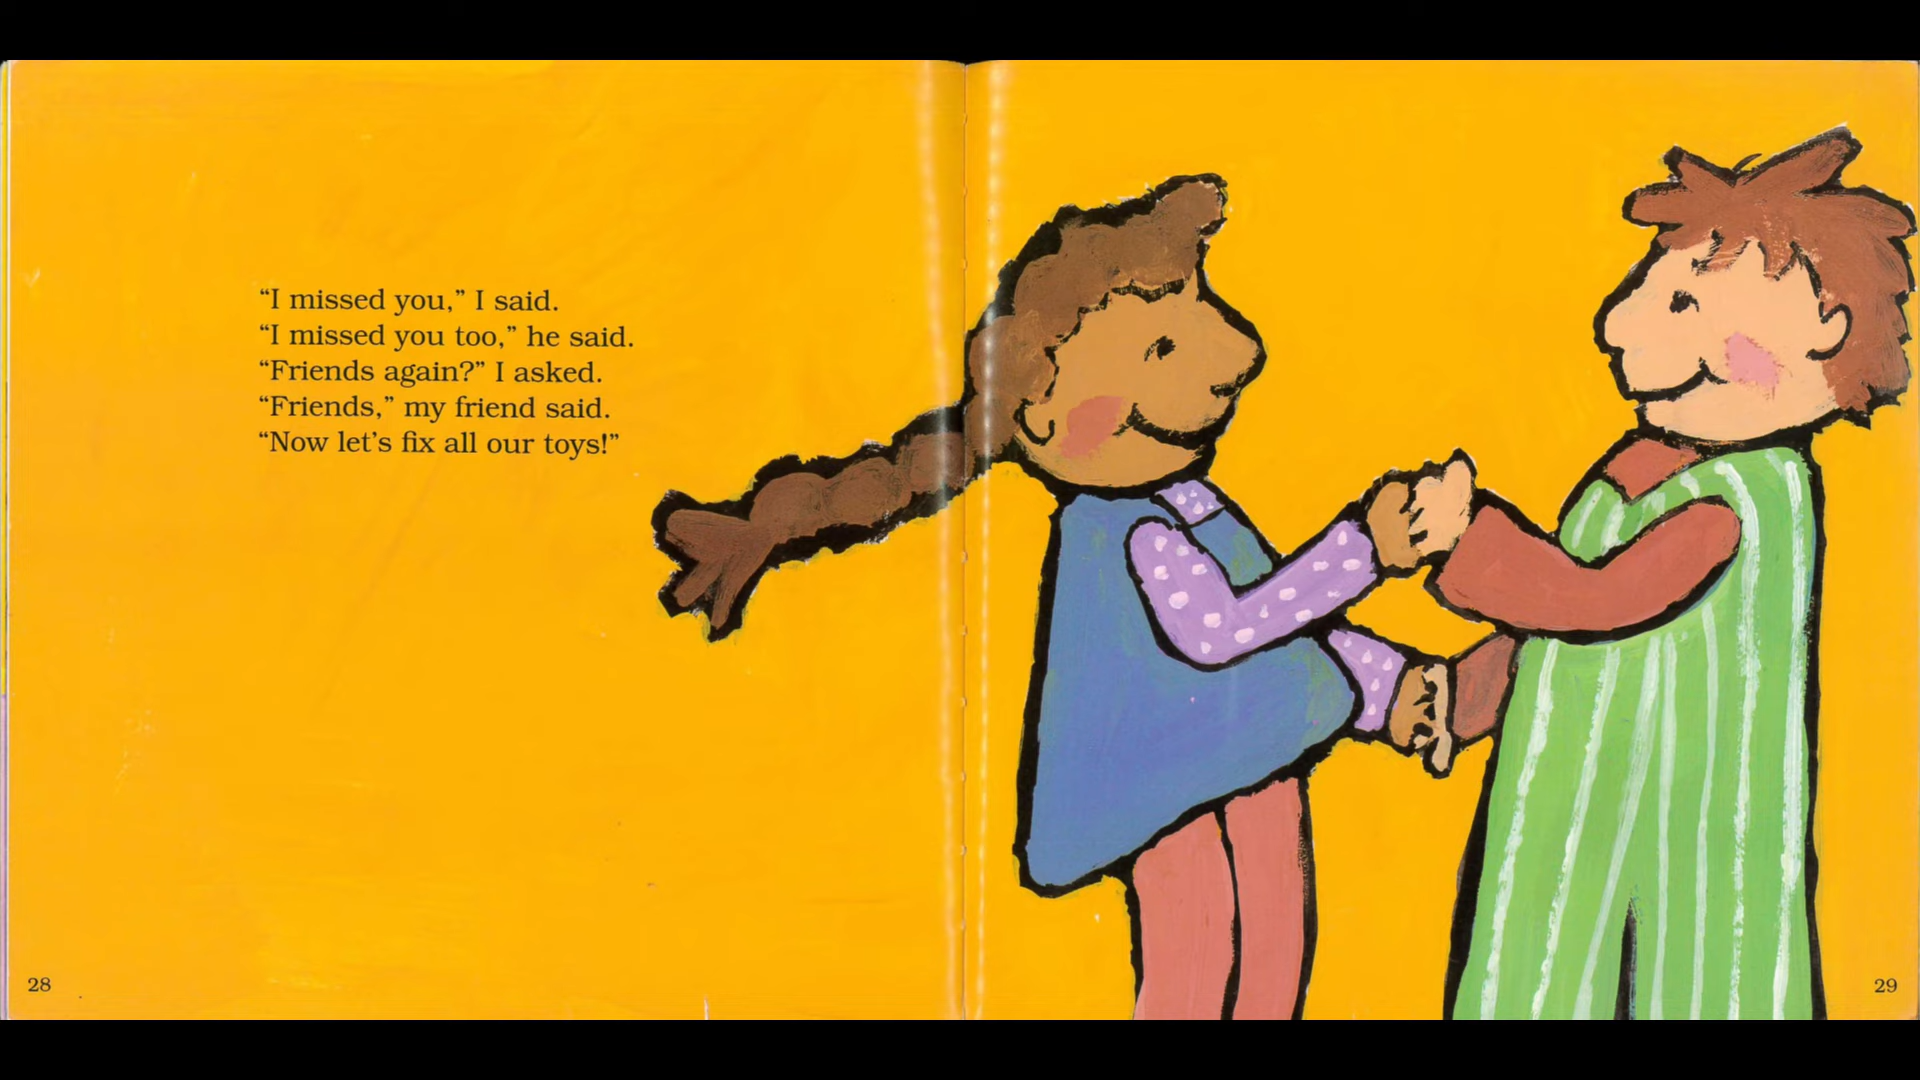 “I missed you,” I said.
“I missed you too,” he said.
“Friends again?” I asked.
“Friends,” my friend said.
“Now let’s fix all our toys!”
28
29